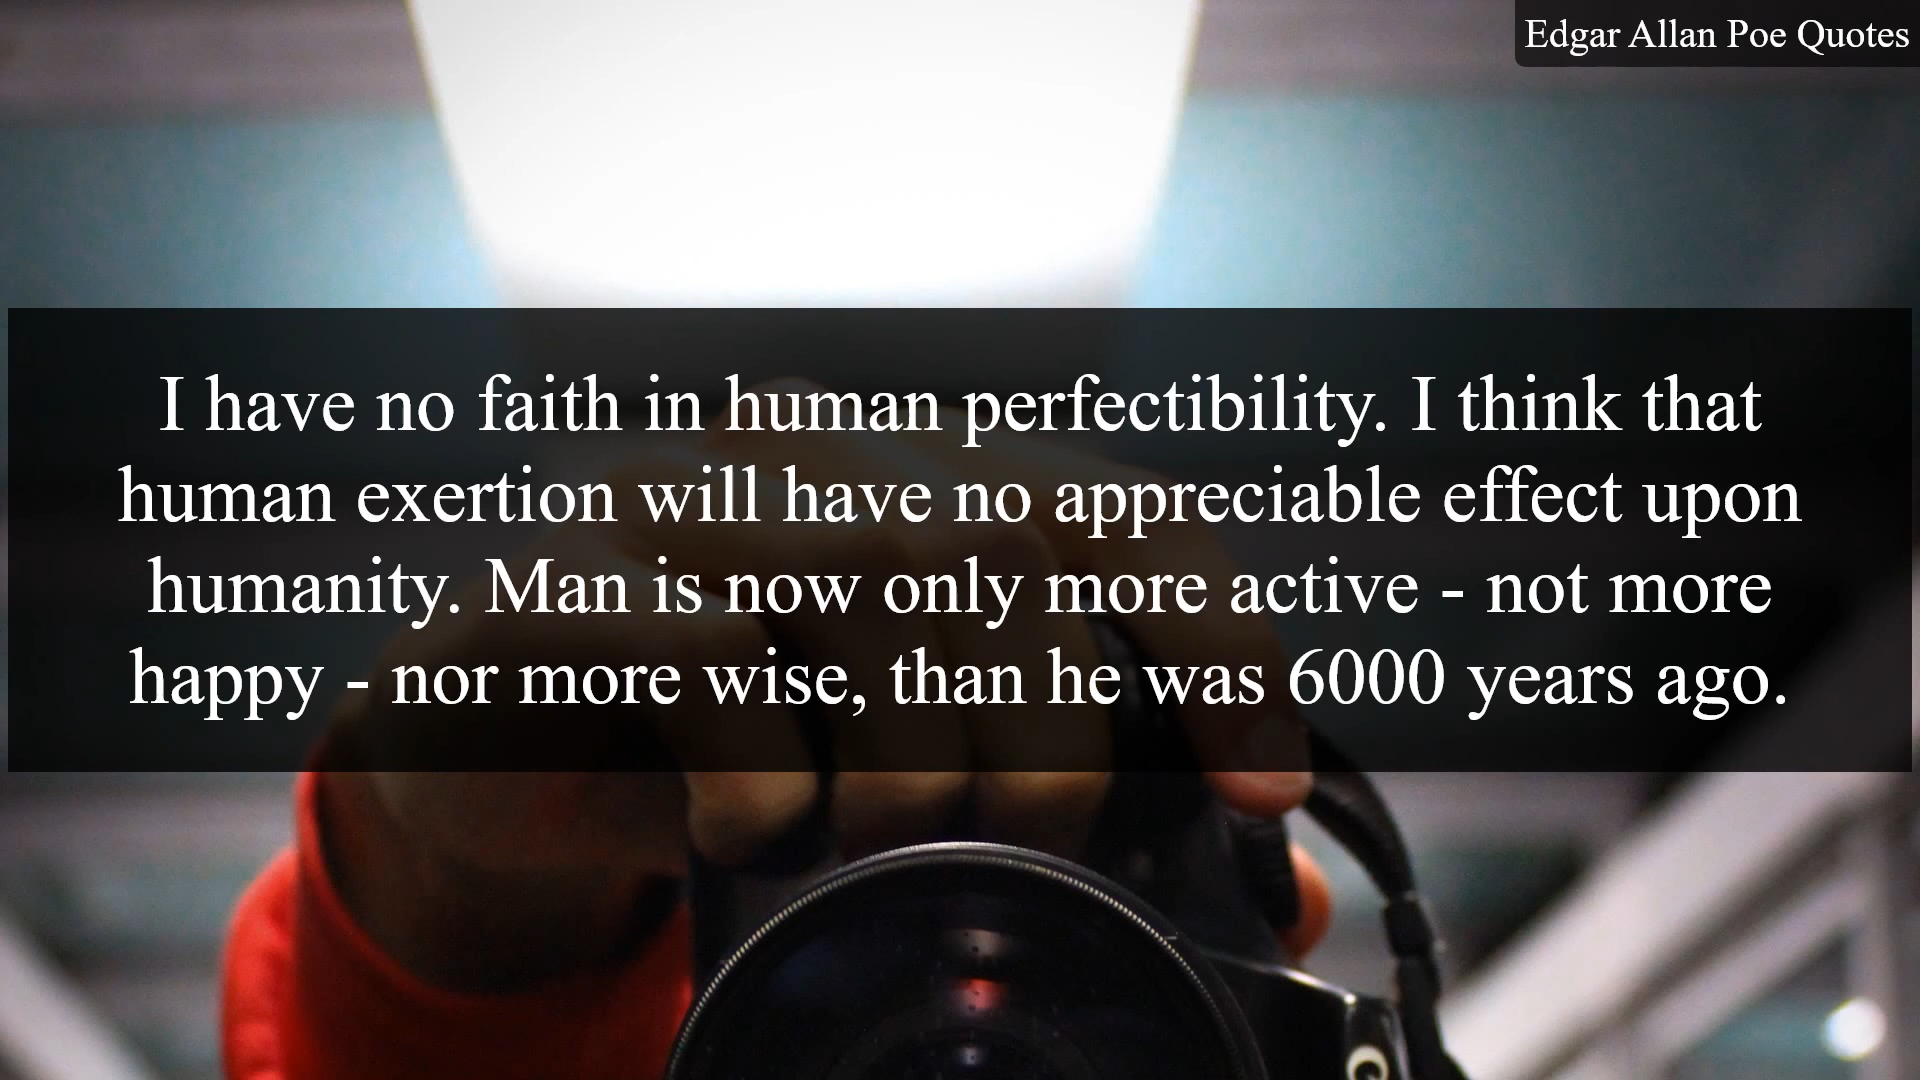 Edgar Allan Poe Quotes
I have no faith in human perfectibility. I think that
human exertion will have no appreciable effect upon
humanity. Man is now only more active - not more
happy - nor more wise, than he was 6000 years ago.